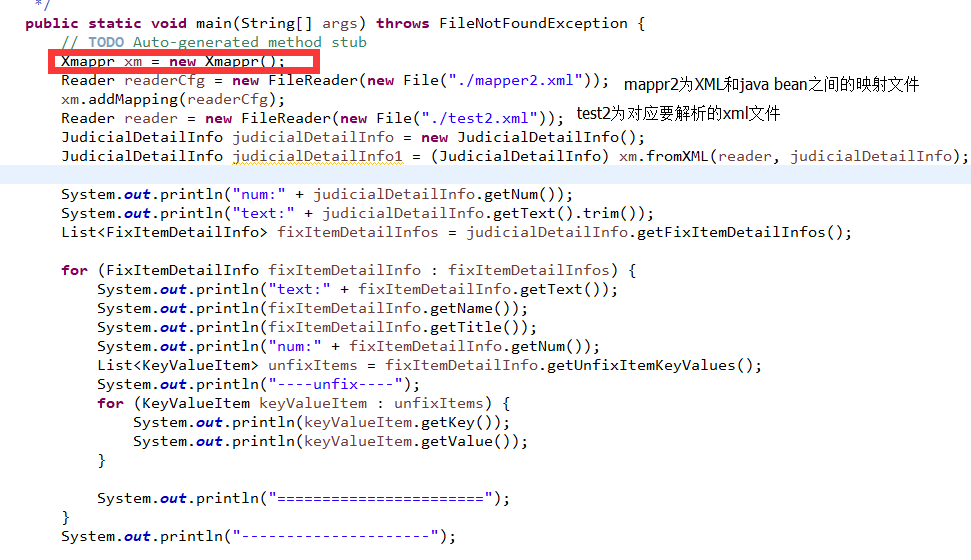 */
public static void main(String[] args) throws FileNotFoundException {
// TODO Auto-generated method stub
Xmappr xm = new Xmappr();
Reader readerCfg = new FileReader(new File("./mapper2.xml")); mappr2为XML和java bean之间的映射文件
xm.addMapping(readerCfg);
Reader reader = new FileReader(new File("./test2.xml")); test2为对应要解析的xml文件
JudicialDetailInfo judicialDetailInfo = new JudicialDetailInfo();
JudicialDetailInfo judicialDetailInfo1 = (JudicialDetailInfo) xm.fromXML(reader, judicialDetailInfo);
System.out.println("num:" + judicialDetailInfo.getNum());
System.out.println("text:" + judicialDetailInfo.getText().trim());
List<FixItemDetailInfo> fixItemDetailInfos = judicialDetailInfo.getFixItemDetailInfos();
for (FixItemDetailInfo fixItemDetailInfo : fixItemDetailInfos) {
System.out.println("text:" + fixItemDetailInfo.getText());
System.out.println(fixItemDetailInfo.getName());
System.out.println(fixItemDetailInfo.getTitle());
System.out.println("num:" + fixItemDetailInfo.getNum());
List<KeyValueItem> unfixItems = fixItemDetailInfo.getUnfixItemKeyValues();
System.out.println("----unfix----");
for (KeyValueItem keyValueItem : unfixItems) {
System.out.println(keyValueItem.getKey());
System.out.println(keyValueItem.getValue());
}
System.out.println("=======================");
}
System.out.println("---------------------");